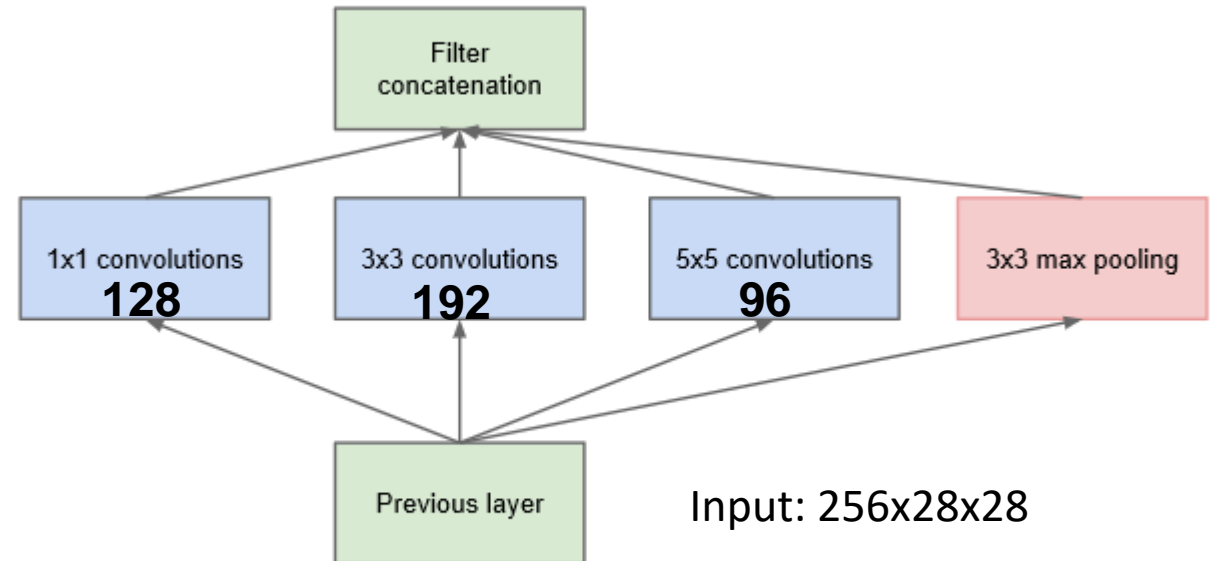 Filter
concatenation
1x1 convolutions
128
3x3 convolutions
192
5x5 convolutions
96
3x3 max pooling
Previous layer
Input: 256x28x28